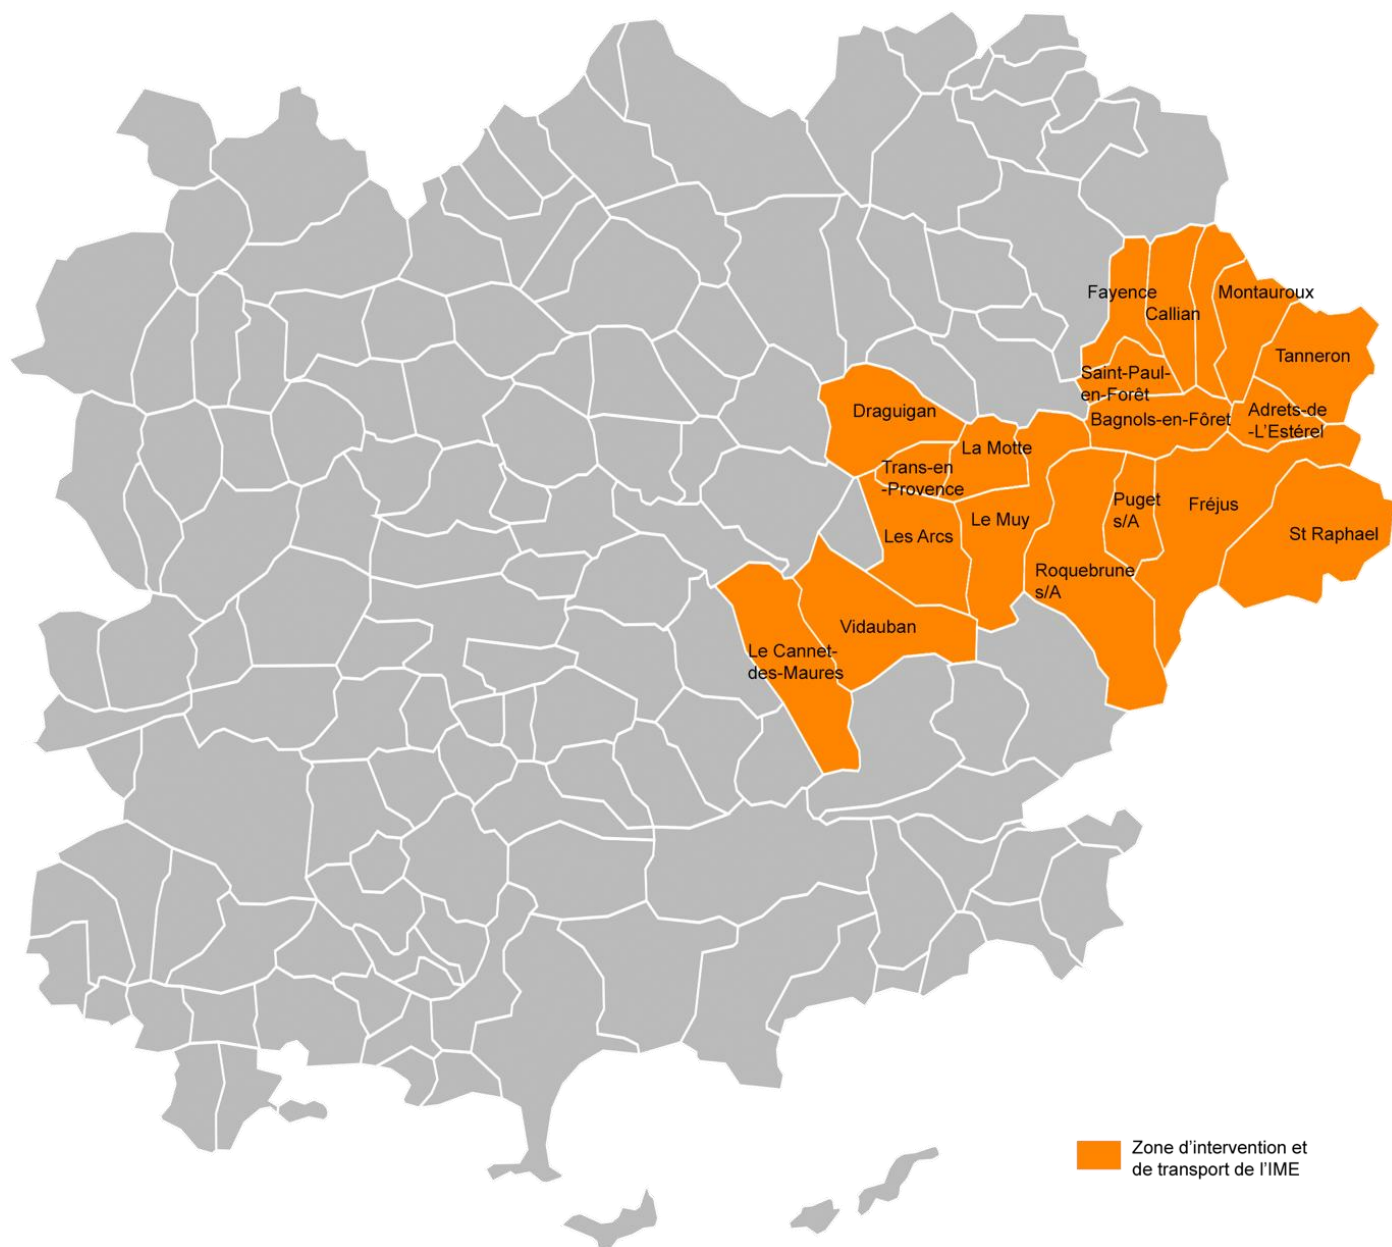 Fayence
Callian
Montauroux
Tanneron
Saint-Paul-
en-Forêt
Adrets-de
-L'Estérel
Bagnols-en-Fôret
Draguigan
La Motte
Trans-en
-Provence
Puget
s/A
Fréjus
Le Muy
St Raphael
Les Arcs
Roquebrune
s/A
Vidauban
Le Cannet-
des-Maures
Zone d'intervention et
de transport de l'IME